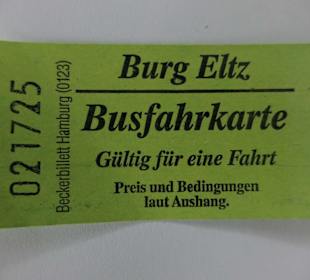 021725
Beckerbillett Hamburg (0123)
Burg Eltz
Busfahrkarte
Gültig für eine Fahrt
Preis und Bedingungen
laut Aushang.